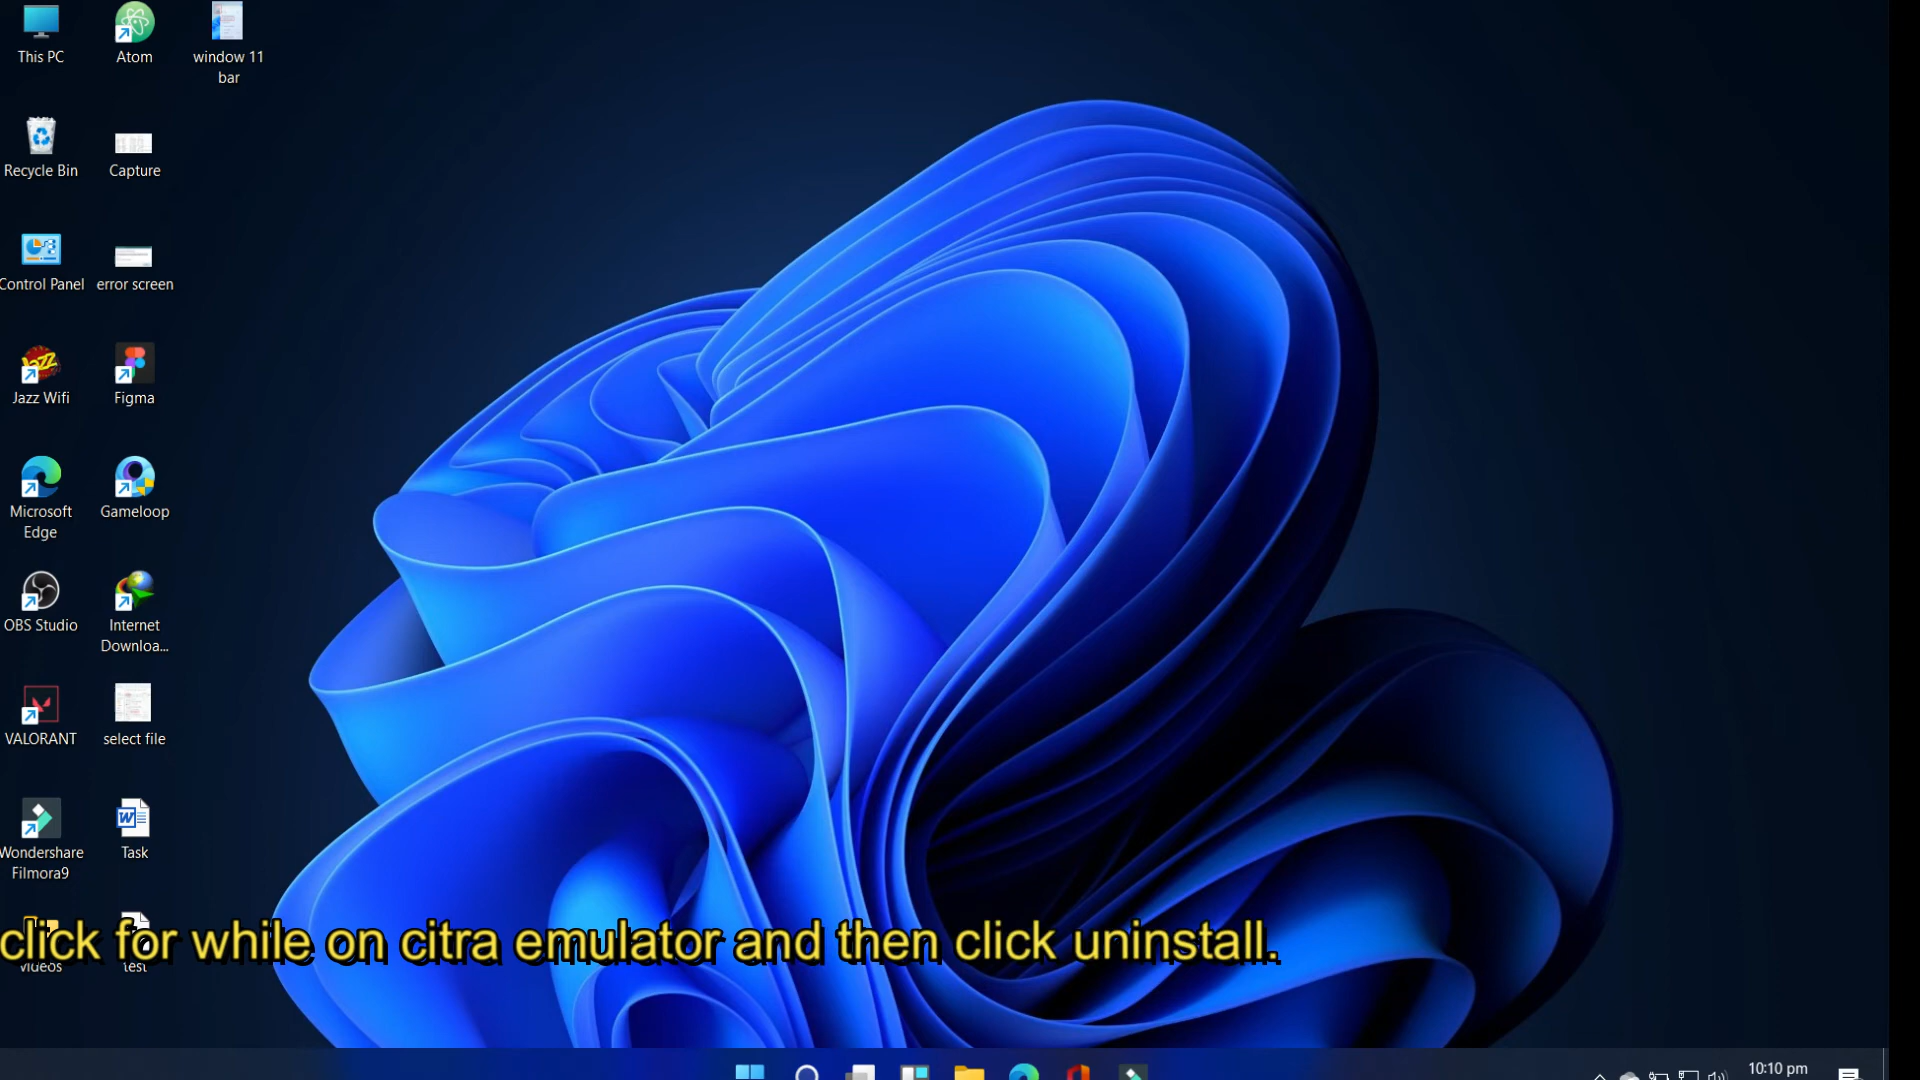 This PC
Atom
window 11
bar
Recycle Bin
Capture
Control Panel
error screen
Jazz Wifi
Figma
Microsoft
Edge
Gameloop
OBS Studio
Internet
Downloa...
VALORANT
select file
Wondershare
Filmora9
Task
click for while on citra emulator and then click uninstall.
Videos
test
10:10 pm